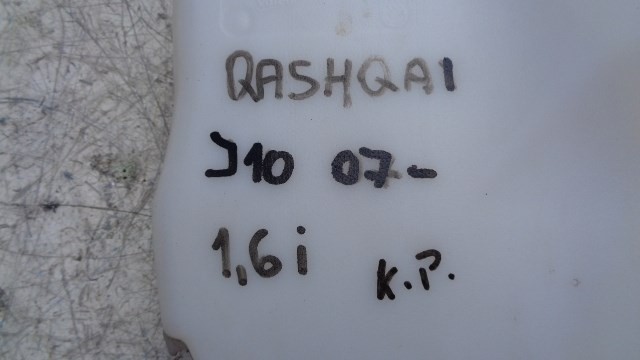 QASHQAI
J10 07-
1,6i
K.P.